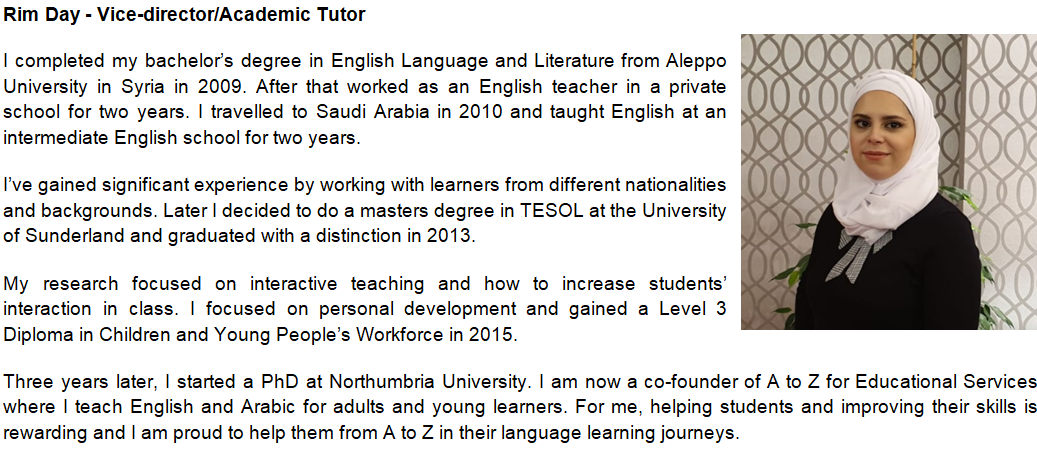 Rim Day - Vice-director/Academic Tutor
I completed my bachelor’s degree in English Language and Literature from Aleppo
University in Syria in 2009. After that worked as an English teacher in a private
school for two years. I travelled to Saudi Arabia in 2010 and taught English at an
intermediate English school for two years.
I’ve gained significant experience by working with learners from different nationalities
and backgrounds. Later I decided to do a masters degree in TESOL at the University
of Sunderland and graduated with a distinction in 2013.
My research focused on interactive teaching and how to increase students’
interaction in class. I focused on personal development and gained a Level 3
Diploma in Children and Young People’s Workforce in 2015.
Three years later, I started a PhD at Northumbria University. I am now a co-founder of A to Z for Educational Services
where I teach English and Arabic for adults and young learners. For me, helping students and improving their skills is
rewarding and I am proud to help them from A to Z in their language learning journeys.